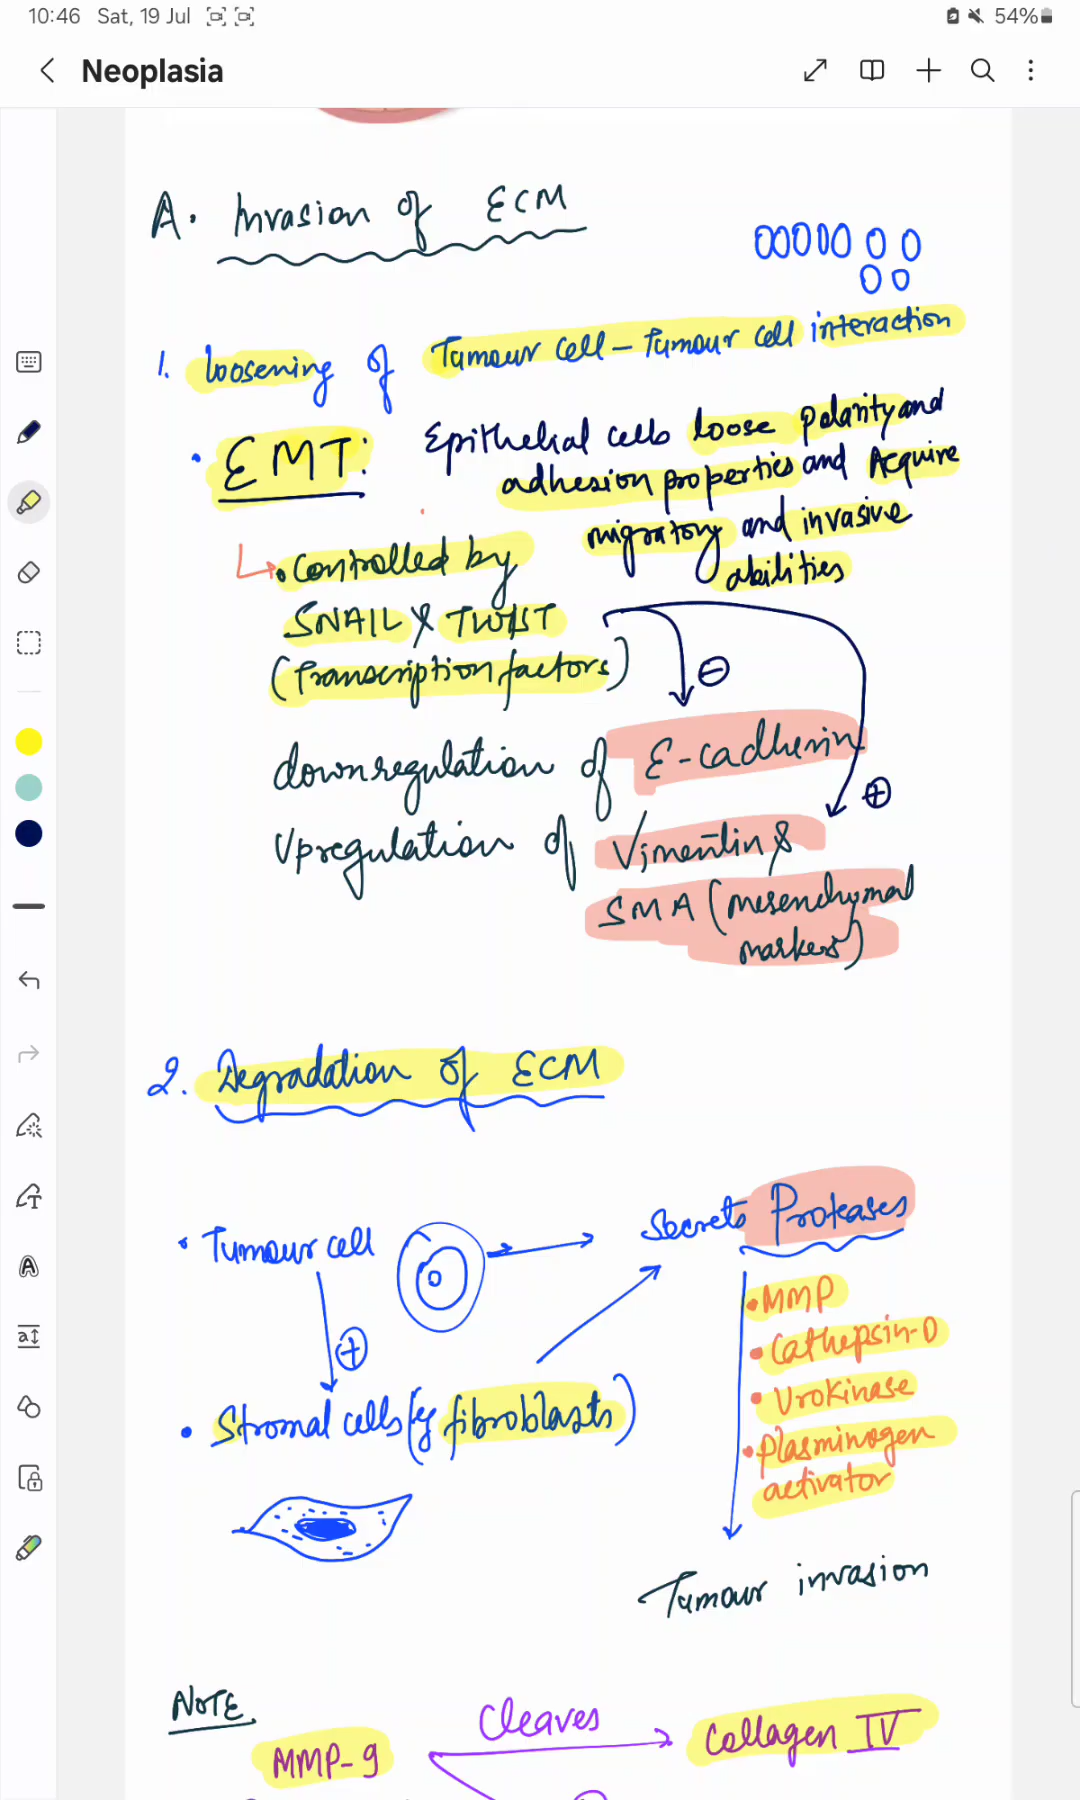 10:46 Sat, 19 Jul 54%
Neoplasia
A. Invasion of ECM
1. Loosening of Tumour cell - Tumour cell interaction
• EMT: Epithelial cells loose polarity and
adhesion properties and Acquire
migratory and invasive
abilities
• Controlled by
SNAIL & TWIST
(Transcription factors)
⊖
downregulation of E-cadherin
⊕
Upregulation of Vimentin &
SMA (mesenchymal
markers)
2. Degradation of ECM
• Tumour cell
Secrets Proteases
• MMP
• Cathepsin-D
• Urokinase
• Plasminogen
activator
⊕
• Stromal cells (eg fibroblasts)
Tumour invasion
NOTE
MMP-9 Cleaves Collagen IV